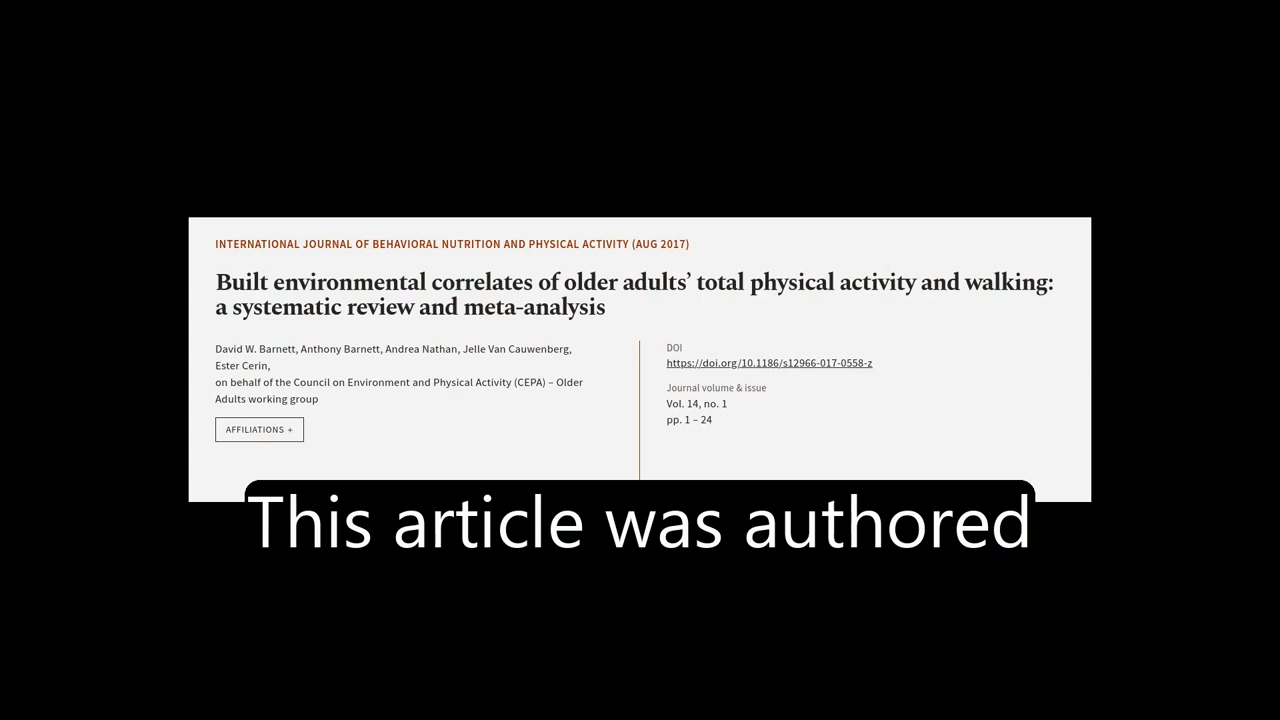 INTERNATIONAL JOURNAL OF BEHAVIORAL NUTRITION AND PHYSICAL ACTIVITY (AUG 2017)
Built environmental correlates of older adults’ total physical activity and walking:
a systematic review and meta-analysis
David W. Barnett, Anthony Barnett, Andrea Nathan, Jelle Van Cauwenberg,
Ester Cerin,
on behalf of the Council on Environment and Physical Activity (CEPA) – Older
Adults working group
AFFILIATIONS +
DOI
https://doi.org/10.1186/s12966-017-0558-z
Journal volume & issue
Vol. 14, no. 1
pp. 1 – 24
This article was authored